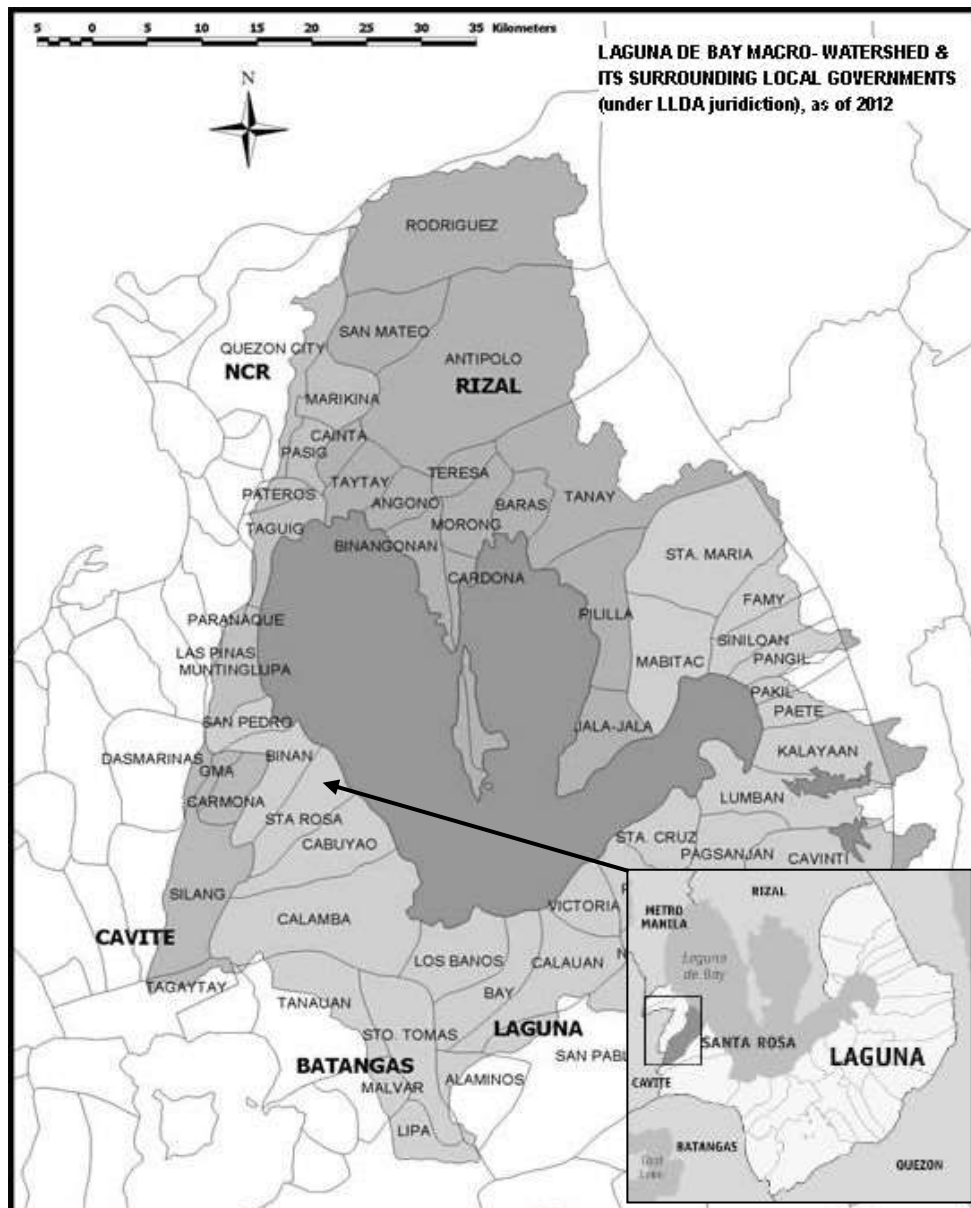 5 0 5 10 15 20 25 30 35 Kilometers
LAGUNA DE BAY MACRO- WATERSHED &
ITS SURROUNDING LOCAL GOVERNMENTS
(under LLDA juridiction), as of 2012
N
RODRIGUEZ
SAN MATEO
QUEZON CITY
NCR
ANTIPOLO
RIZAL
MARIKINA
CAINTA
PASIG
TAYTAY
TERESA
PATEROS
ANGONO
BARAS
TANAY
TAGUIG
MORONG
BINANGONAN
STA. MARIA
CARDONA
FAMY
PARANAQUE
PILILLA
SINILOAN
LAS PINAS
MUNTINGLUPA
MABITAC
PANGIL
PAKIL
PAETE
SAN PEDRO
JALA-JALA
DASMARINAS
BINAN
KALAYAAN
GMA
CARMONA
LUMBAN
STA ROSA
CABUYAO
STA. CRUZ
PAGSANJAN
CAVINTI
SILANG
CALAMBA
VICTORIA
CAVITE
LOS BANOS
CALAUAN
TAGAYTAY
TANAUAN
BAY
STO. TOMAS
LAGUNA
BATANGAS
SAN PABL
MALVAR
ALAMINOS
LIPA
RIZAL
METRO
MANILA
Laguna
de Bay
SANTA ROSA
LAGUNA
CAVITE
BATANGAS
QUEZON